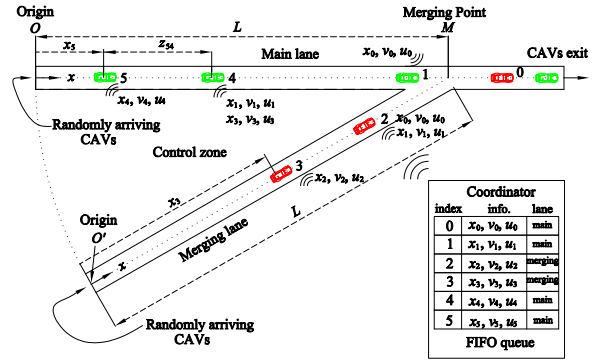 Origin
O
L
Merging Point
M
x5
z54
Main lane
x0, v0, u0
CAVs exit
x
5
4
1
0
x4, v4, u4
x1, v1, u1
x3, v3, u3
Randomly arriving
CAVs
Control zone
2
x0, v0, u0
x1, v1, u1
3
x2, v2, u2
x3
L
Origin
O'
x
Merging lane
Randomly arriving
CAVs
Coordinator
index info. lane
0 x0, v0, u0 main
1 x1, v1, u1 main
2 x2, v2, u2 merging
3 x3, v3, u3 merging
4 x4, v4, u4 main
5 x5, v5, u5 main
FIFO queue